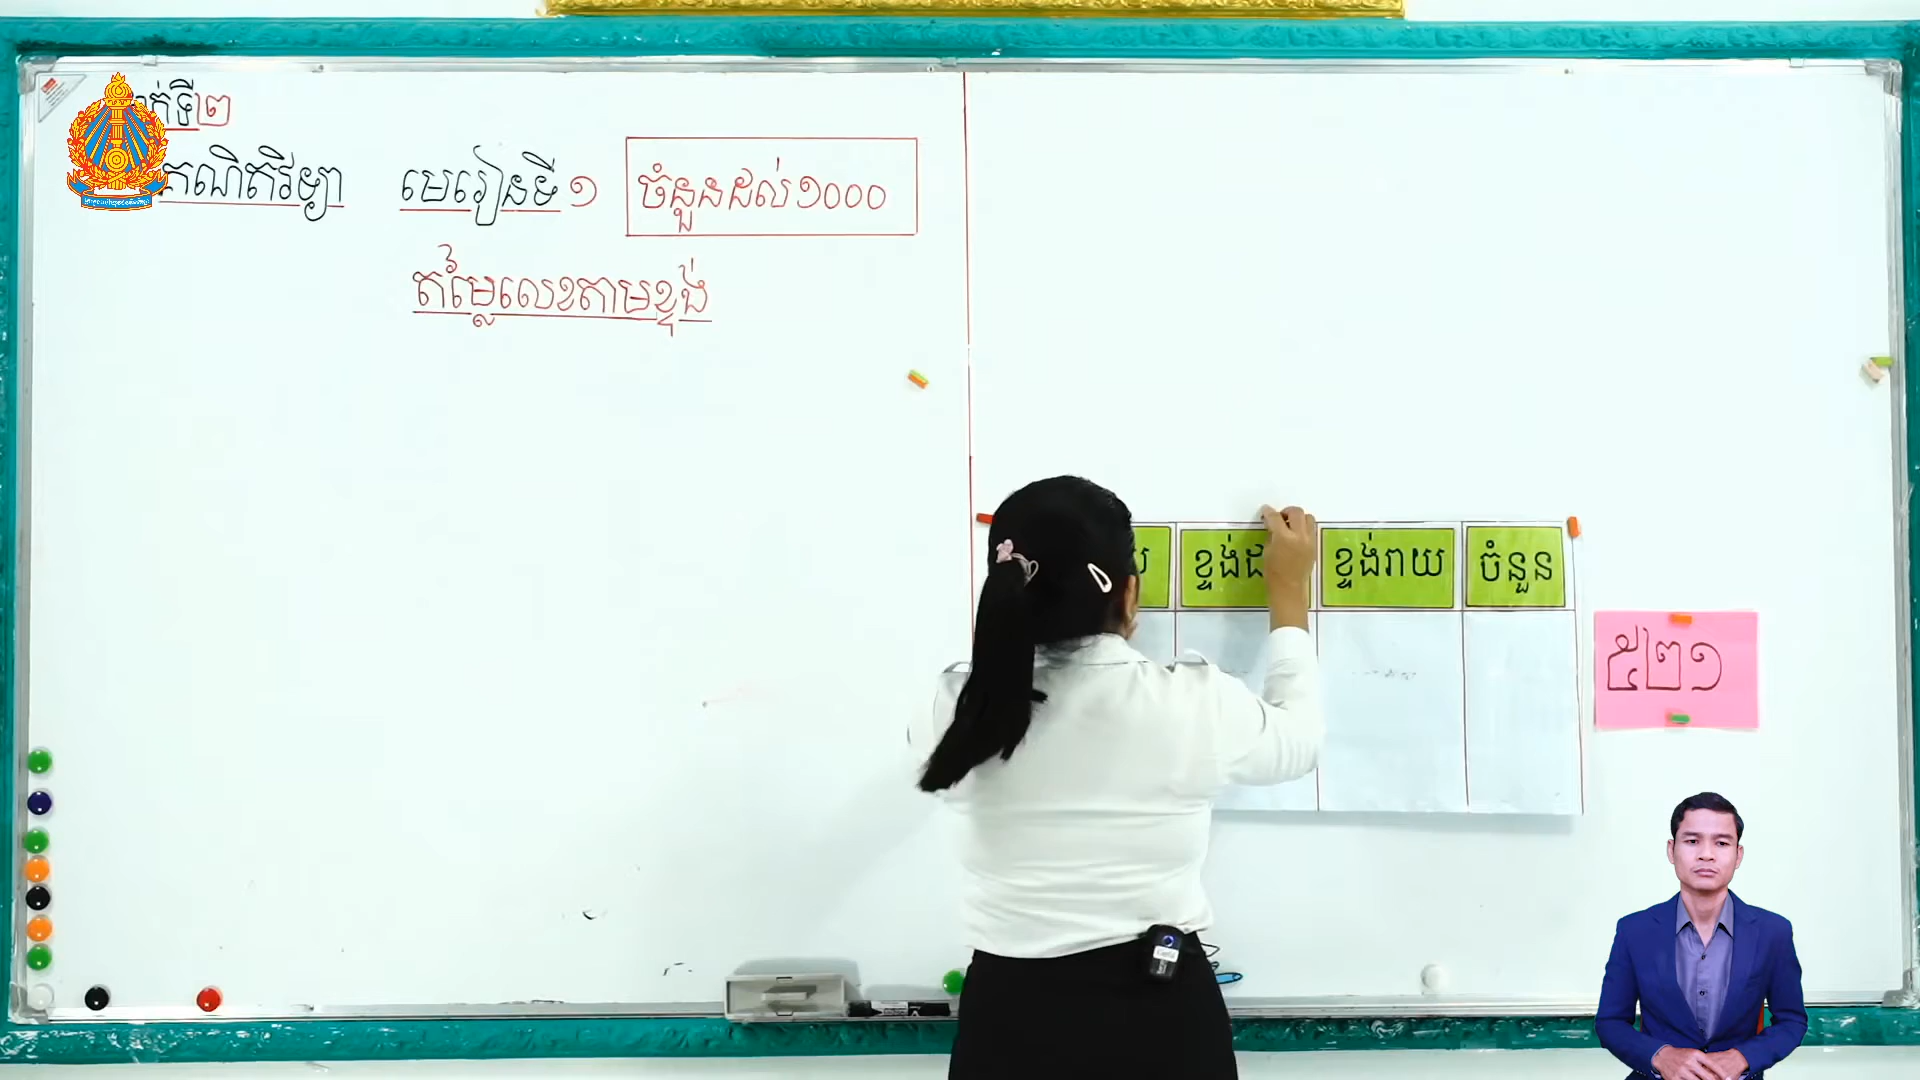 ទី២
គណិតវិទ្យា មេរៀនទី ១ ចំនួនដល់ ១០០០
តម្លៃលេខតាមខ្ទង់
ខ្ទង់រាយ ចំនួន
៥២១